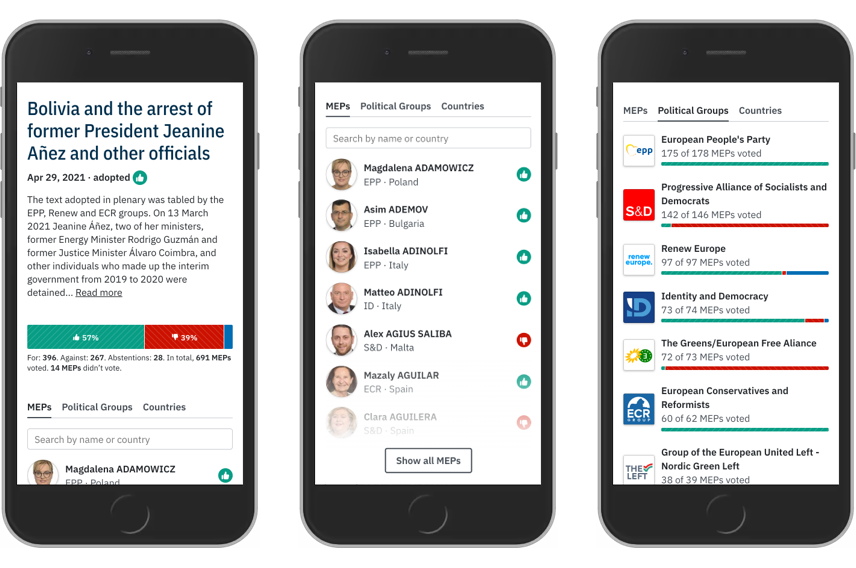 Bolivia and the arrest of
former President Jeanine
Añez and other officials
Apr 29, 2021 · adopted
The text adopted in plenary was tabled by the
EPP, Renew and ECR groups. On 13 March
2021 Jeanine Áñez, two of her ministers,
former Energy Minister Rodrigo Guzmán and
former Justice Minister Álvaro Coimbra, and
other individuals who made up the interim
government from 2019 to 2020 were
detained... Read more
57% 39%
For: 396. Against: 267. Abstentions: 28. In total, 691 MEPs
voted. 14 MEPs didn't vote.
MEPs Political Groups Countries
Search by name or country
Magdalena ADAMOWICZ
EPP · Poland
MEPs Political Groups Countries
Search by name or country
Magdalena ADAMOWICZ
EPP · Poland
Asim ADEMOV
EPP · Bulgaria
Isabella ADINOLFI
EPP · Italy
Matteo ADINOLFI
ID · Italy
Alex AGIUS SALIBA
S&D · Malta
Mazaly AGUILAR
ECR · Spain
Clara AGUILERA
S&D · Spain
Show all MEPs
MEPs Political Groups Countries
epp
European People's Party
175 of 178 MEPs voted
S&D
Progressive Alliance of Socialists and
Democrats
142 of 146 MEPs voted
renew
europe.
Renew Europe
97 of 97 MEPs voted
ID
Identity and Democracy
73 of 74 MEPs voted
The Greens/European Free Aliance
72 of 73 MEPs voted
ECR
GROUP
European Conservatives and
Reformists
60 of 62 MEPs voted
THE
LEFT
Group of the European United Left -
Nordic Green Left
38 of 39 MEPs voted